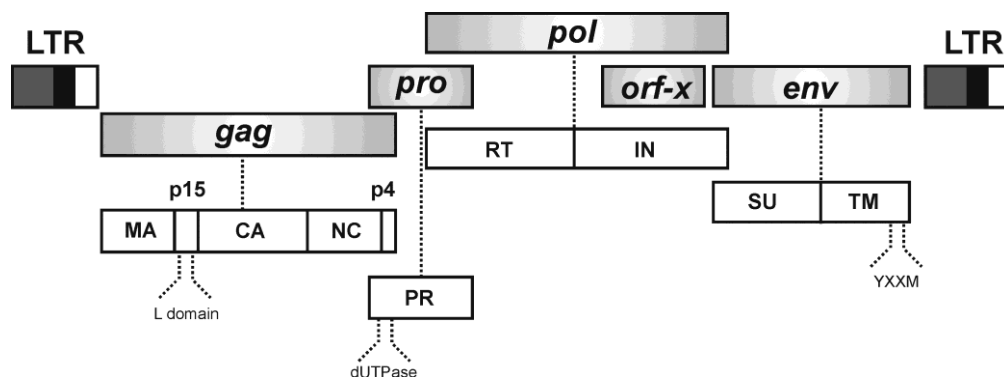 pol
LTR
LTR
pro
orf-x
env
gag
RT
IN
p15
p4
SU
TM
MA
CA
NC
YXXM
PR
L domain
dUTPase